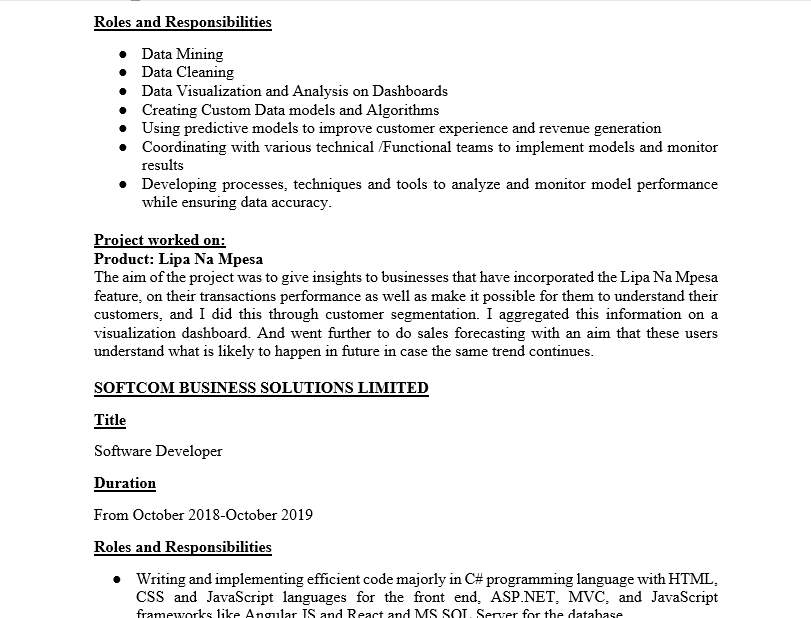 Roles and Responsibilities
● Data Mining
● Data Cleaning
● Data Visualization and Analysis on Dashboards
● Creating Custom Data models and Algorithms
● Using predictive models to improve customer experience and revenue generation
● Coordinating with various technical /Functional teams to implement models and monitor
results
● Developing processes, techniques and tools to analyze and monitor model performance
while ensuring data accuracy.
Project worked on:
Product: Lipa Na Mpesa
The aim of the project was to give insights to businesses that have incorporated the Lipa Na Mpesa
feature, on their transactions performance as well as make it possible for them to understand their
customers, and I did this through customer segmentation. I aggregated this information on a
visualization dashboard. And went further to do sales forecasting with an aim that these users
understand what is likely to happen in future in case the same trend continues.
SOFTCOM BUSINESS SOLUTIONS LIMITED
Title
Software Developer
Duration
From October 2018-October 2019
Roles and Responsibilities
● Writing and implementing efficient code majorly in C# programming language with HTML,
CSS and JavaScript languages for the front end, ASP.NET, MVC, and JavaScript
frameworks like Angular JS and React and MS SQL Server for the database